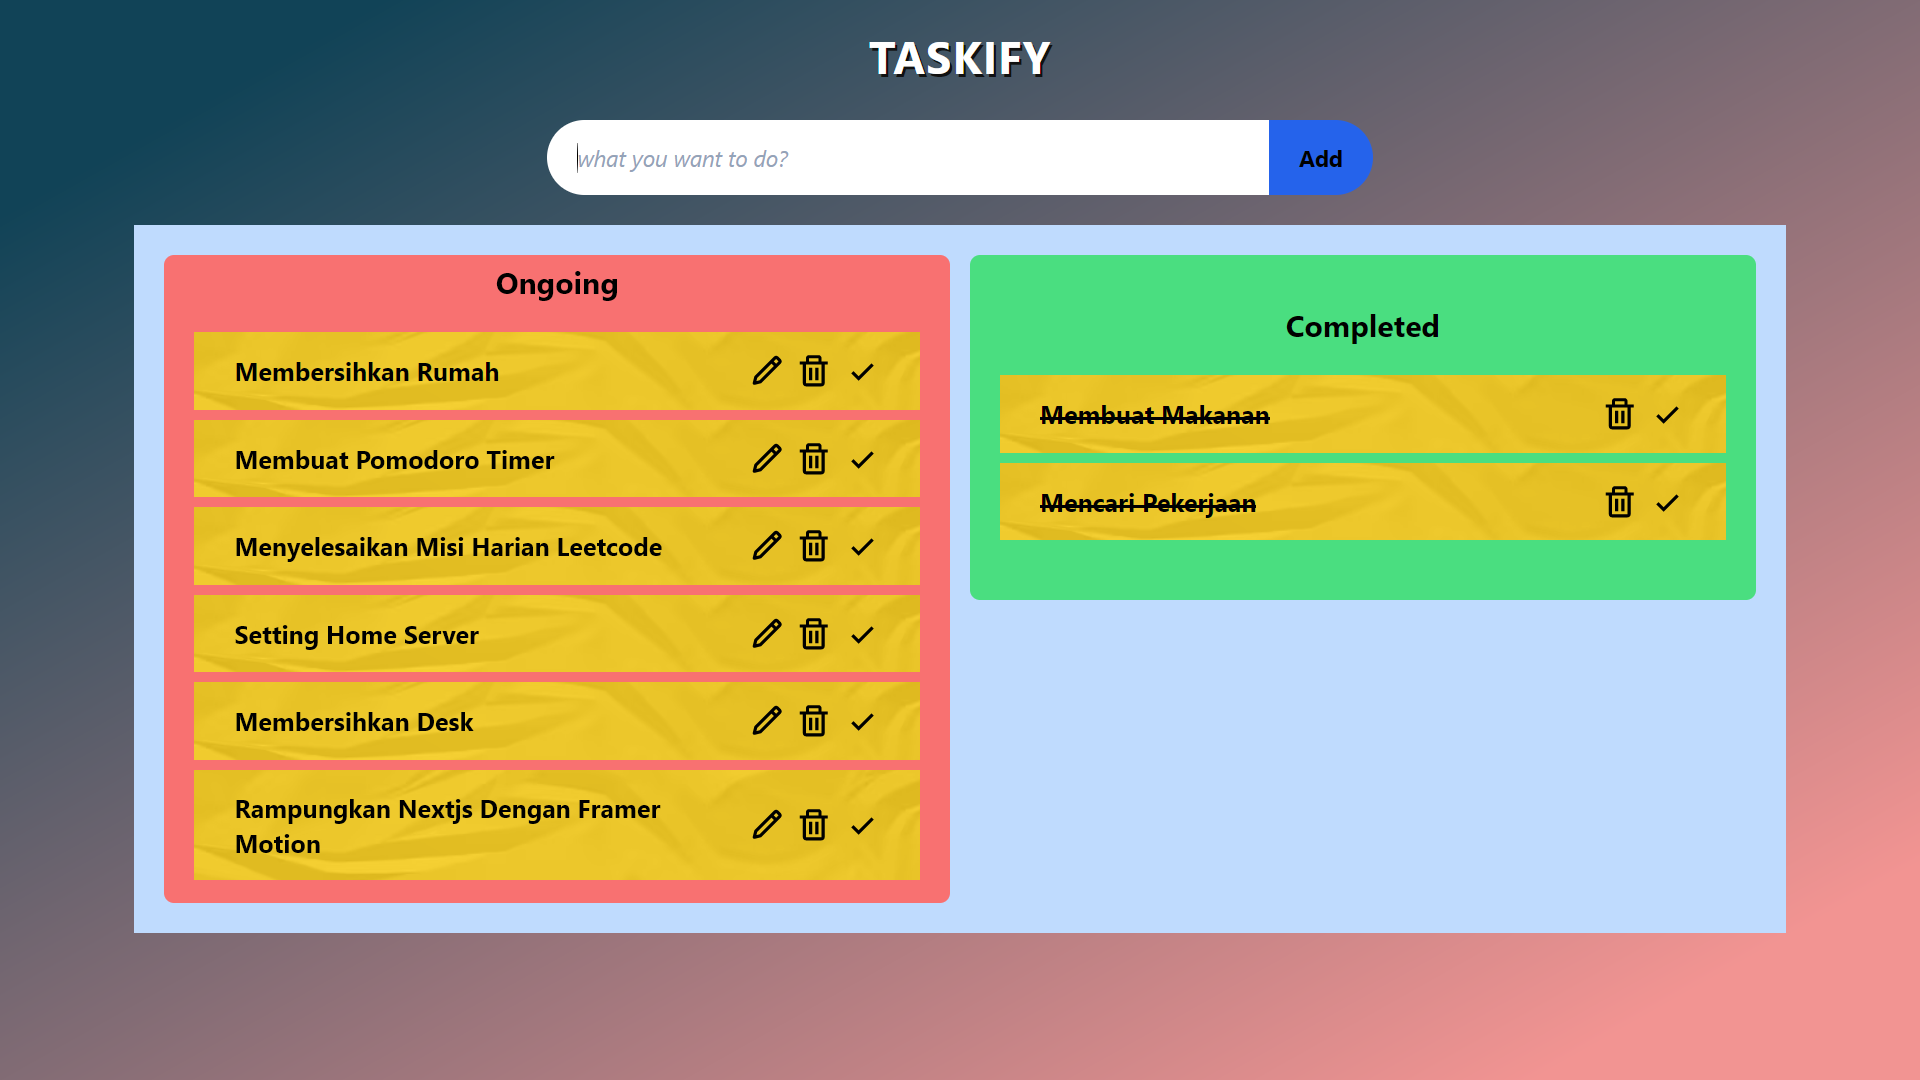 TASKIFY
what you want to do?
Add
Ongoing
Membersihkan Rumah
Membuat Pomodoro Timer
Menyelesaikan Misi Harian Leetcode
Setting Home Server
Membersihkan Desk
Rampungkan Nextjs Dengan Framer
Motion
Completed
Membuat Makanan
Mencari Pekerjaan